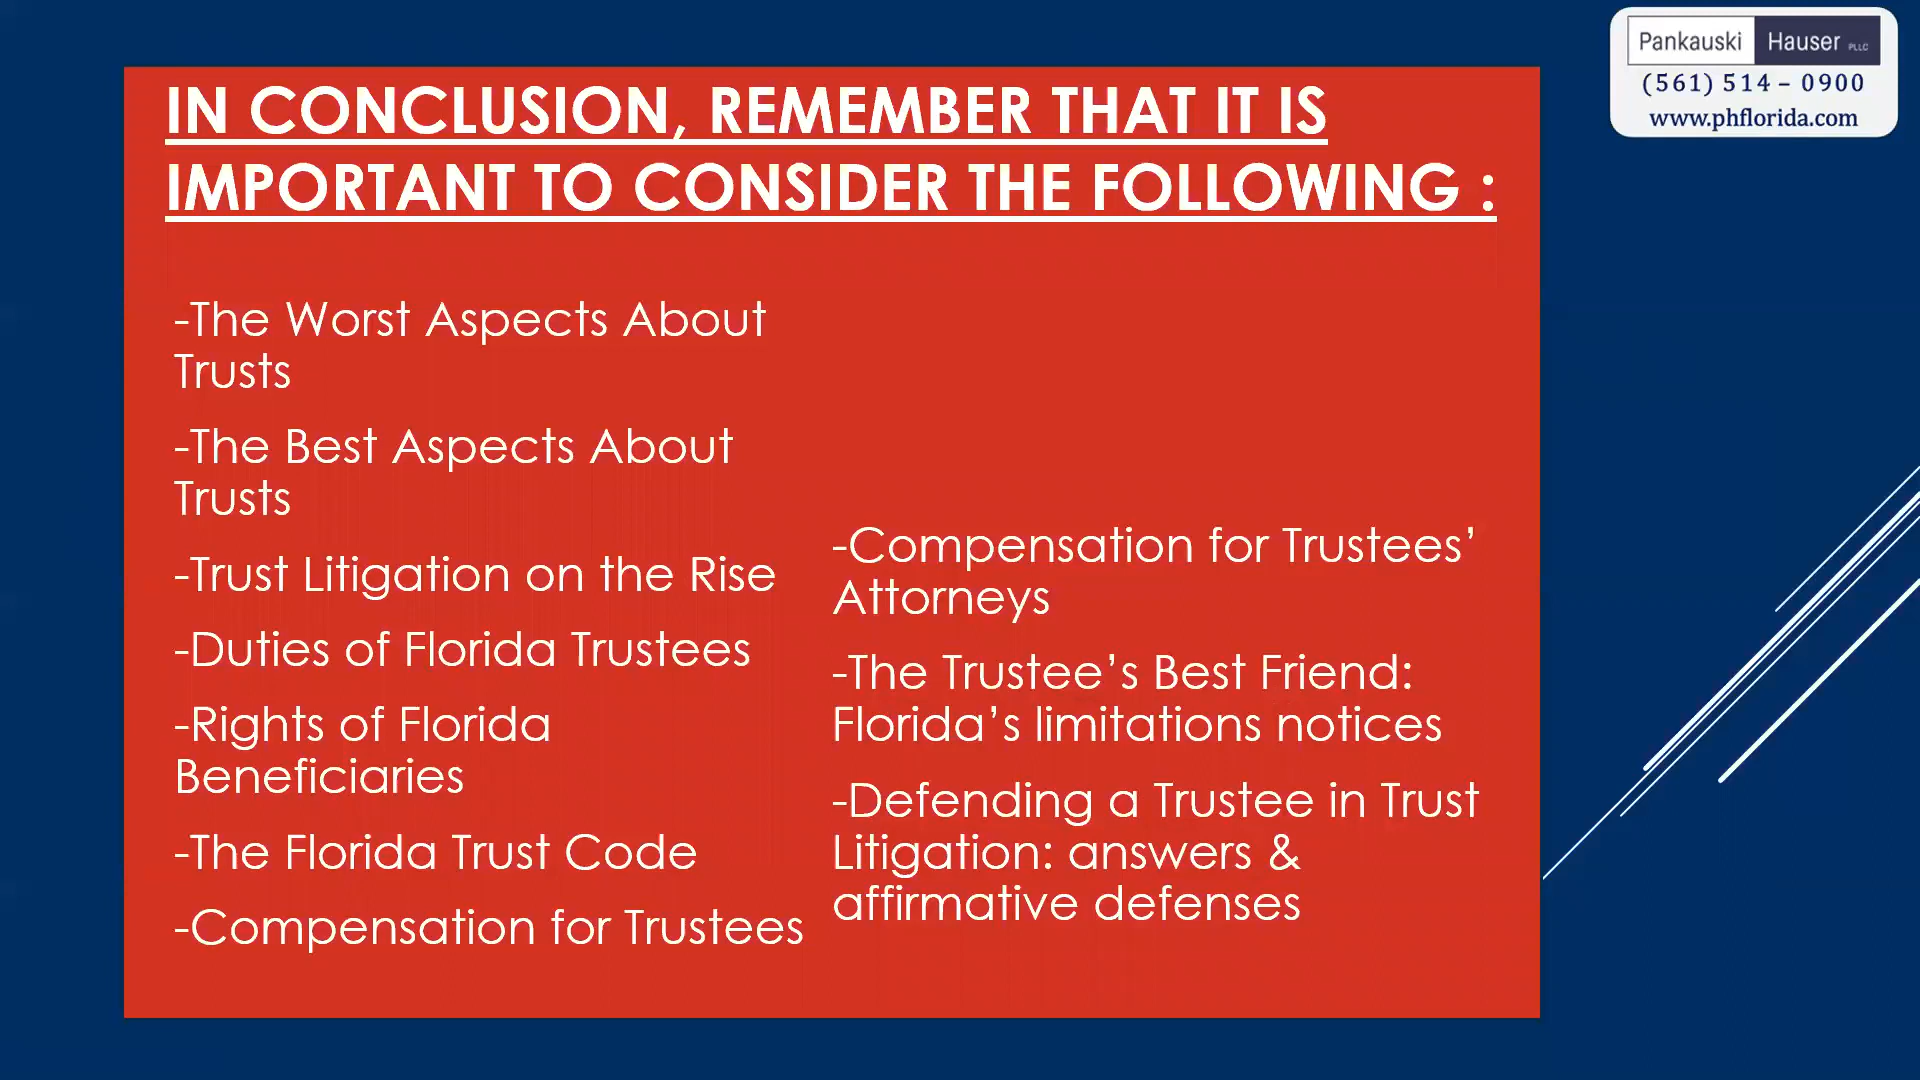 Pankauski Hauser PLLC
(561) 514 – 0900
www.phflorida.com
IN CONCLUSION, REMEMBER THAT IT IS
IMPORTANT TO CONSIDER THE FOLLOWING :
-The Worst Aspects About
Trusts
-The Best Aspects About
Trusts
-Trust Litigation on the Rise
-Duties of Florida Trustees
-Rights of Florida
Beneficiaries
-The Florida Trust Code
-Compensation for Trustees
-Compensation for Trustees’
Attorneys
-The Trustee’s Best Friend:
Florida’s limitations notices
-Defending a Trustee in Trust
Litigation: answers &
affirmative defenses